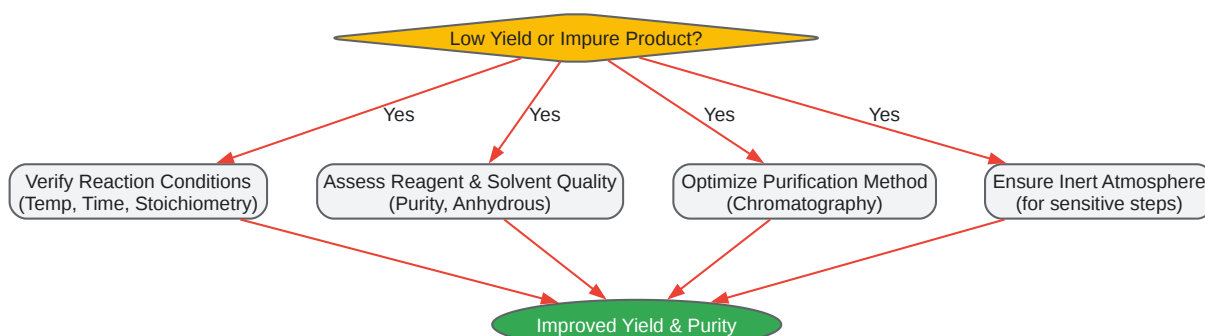 Low Yield or Impure Product?
Yes
Yes
Yes
Yes
Verify Reaction Conditions
(Temp, Time, Stoichiometry)
Assess Reagent & Solvent Quality
(Purity, Anhydrous)
Optimize Purification Method
(Chromatography)
Ensure Inert Atmosphere
(for sensitive steps)
Improved Yield & Purity